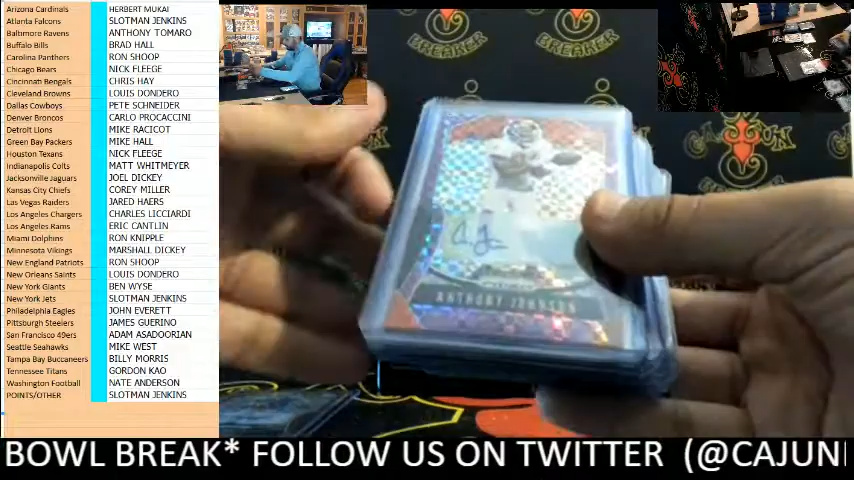 Arizona Cardinals HERBERT MUKAI
Atlanta Falcons SLOTMAN JENKINS
Baltimore Ravens ANTHONY TOMARO
Buffalo Bills BRAD HALL
Carolina Panthers RON SHOOP
Chicago Bears NICK FLEEGE
Cincinnati Bengals CHRIS HAY
Cleveland Browns LOUIS DONDERO
Dallas Cowboys PETE SCHNEIDER
Denver Broncos CARLO PROCACCINI
Detroit Lions MIKE RACICOT
Green Bay Packers MIKE HALL
Houston Texans NICK FLEEGE
Indianapolis Colts MATT WHITMEYER
Jacksonville Jaguars JOEL DICKEY
Kansas City Chiefs COREY MILLER
Las Vegas Raiders JARED HAERS
Los Angeles Chargers CHARLES LICCIARDI
Los Angeles Rams ERIC CANTLIN
Miami Dolphins RON KNIPPLE
Minnesota Vikings MARSHALL DICKEY
New England Patriots RON SHOOP
New Orleans Saints LOUIS DONDERO
New York Giants BEN WYSE
New York Jets SLOTMAN JENKINS
Philadelphia Eagles JOHN EVERETT
Pittsburgh Steelers JAMES GUERINO
San Francisco 49ers ADAM ASADOORIAN
Seattle Seahawks MIKE WEST
Tampa Bay Buccaneers BILLY MORRIS
Tennessee Titans GORDON KAO
Washington Football NATE ANDERSON
POINTS/OTHER SLOTMAN JENKINS
BREAKER
BREAKER
CAJUN
BREAKER
ANTHONY JOHNSON
BOWL BREAK* FOLLOW US ON TWITTER (@CAJUN